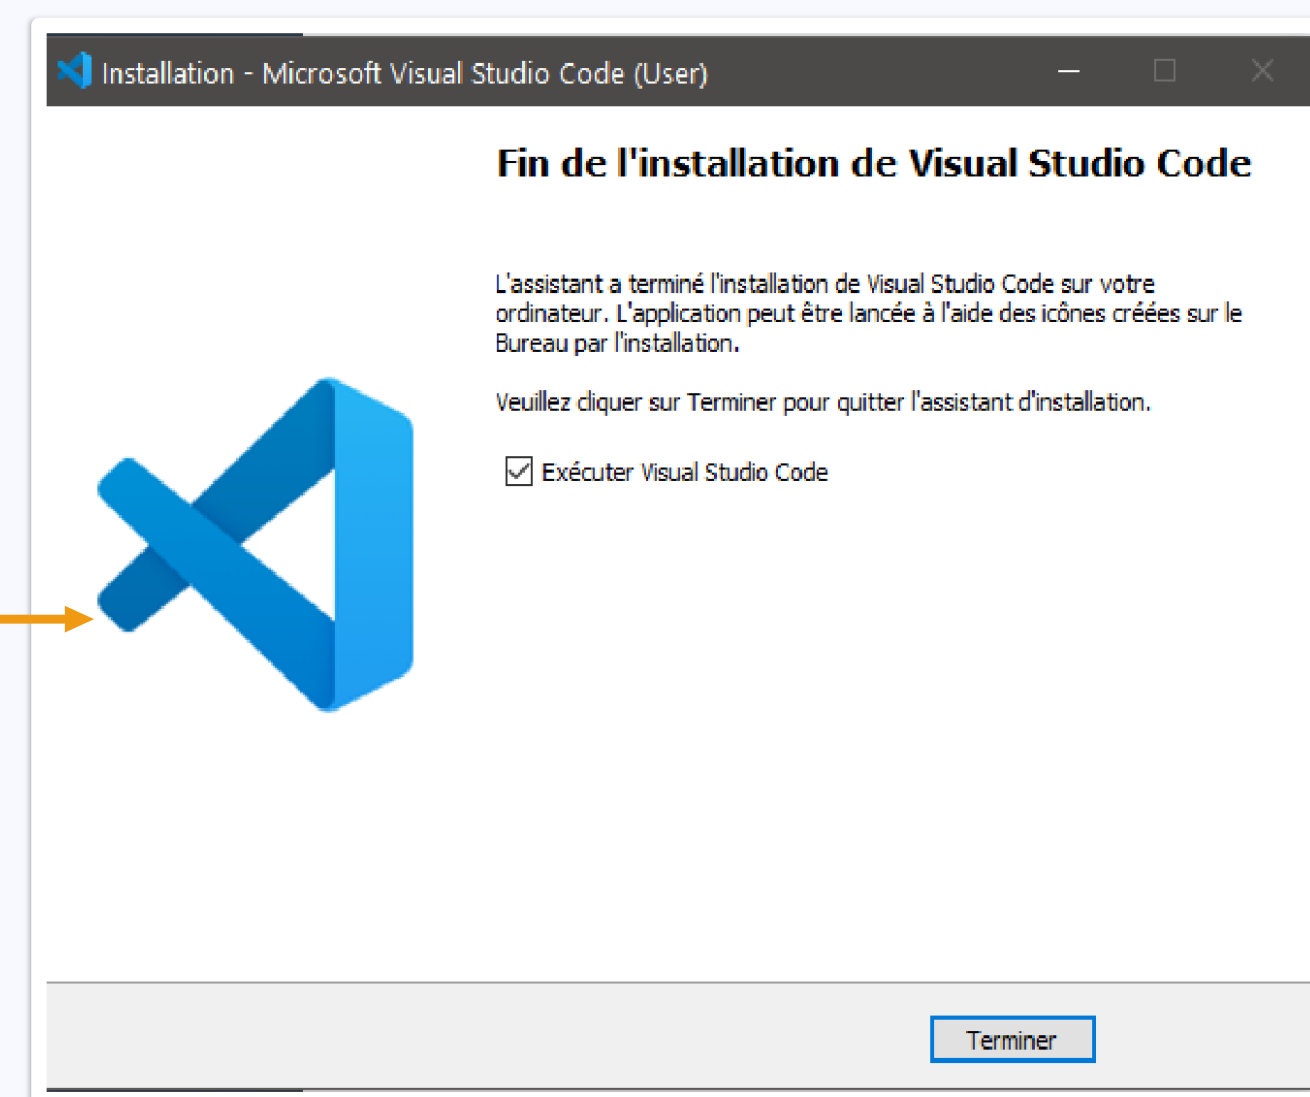 Installation - Microsoft Visual Studio Code (User)
Fin de l'installation de Visual Studio Code
L'assistant a terminé l'installation de Visual Studio Code sur votre
ordinateur. L'application peut être lancée à l'aide des icônes créées sur le
Bureau par l'installation.
Veuillez cliquer sur Terminer pour quitter l'assistant d'installation.
Exécuter Visual Studio Code
Terminer